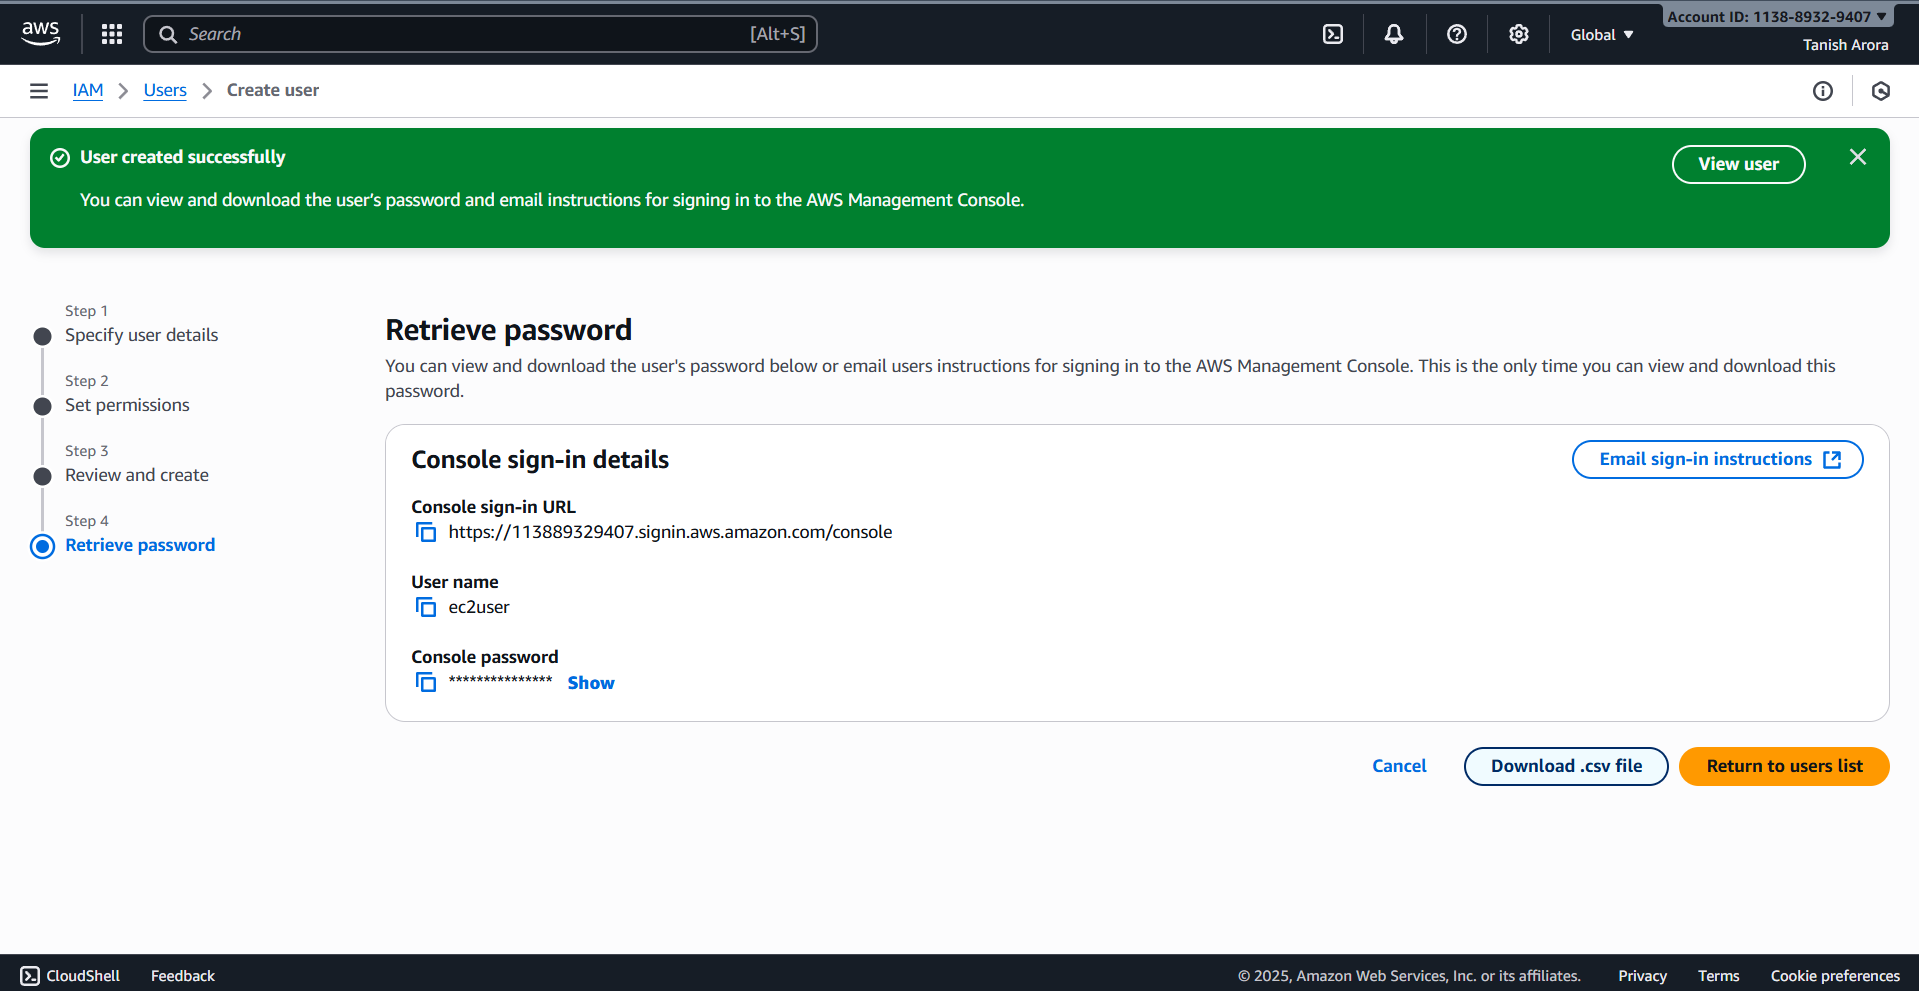 aws
Search [Alt+S]
Global
Account ID: 1138-8932-9407
Tanish Arora
IAM > Users > Create user
User created successfully
View user
You can view and download the user's password and email instructions for signing in to the AWS Management Console.
Step 1
Specify user details
Step 2
Set permissions
Step 3
Review and create
Step 4
Retrieve password
Retrieve password
You can view and download the user's password below or email users instructions for signing in to the AWS Management Console. This is the only time you can view and download this
password.
Console sign-in details
Email sign-in instructions
Console sign-in URL
https://113889329407.signin.aws.amazon.com/console
User name
ec2user
Console password
*************** Show
Cancel
Download .csv file
Return to users list
CloudShell
Feedback
© 2025, Amazon Web Services, Inc. or its affiliates.
Privacy
Terms
Cookie preferences